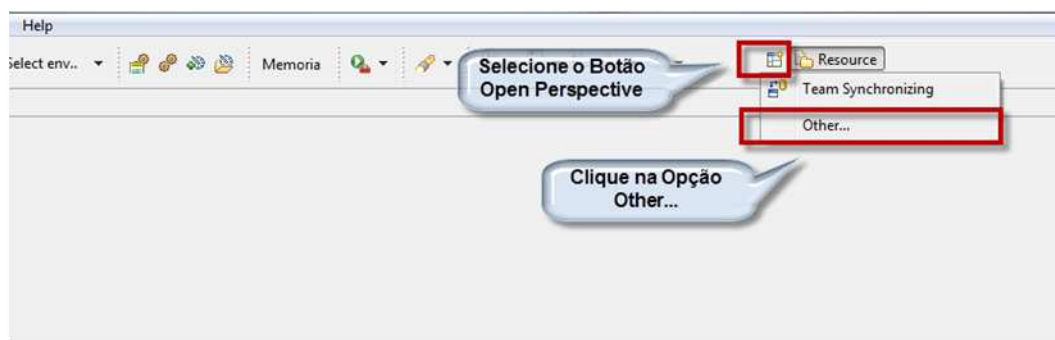 Help
Select env..
Memoria
Selecione o Botão
Open Perspective
Resource
Team Synchronizing
Other...
Clique na Opção
Other...